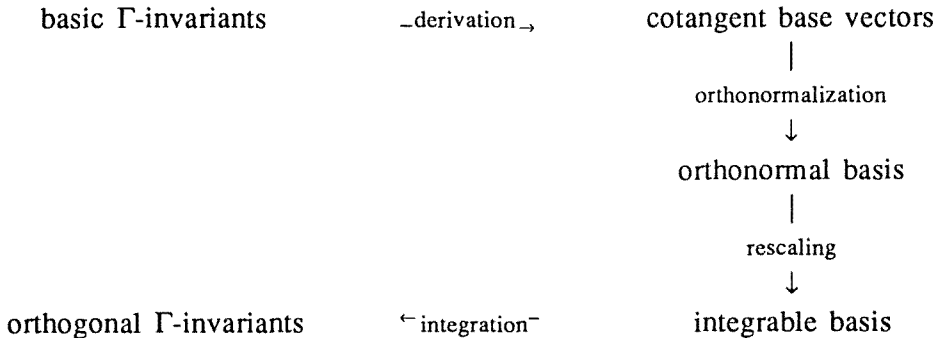 basic Γ-invariants –derivation→ cotangent base vectors
orthonormalization
orthonormal basis
rescaling
orthogonal Γ-invariants ←integration– integrable basis